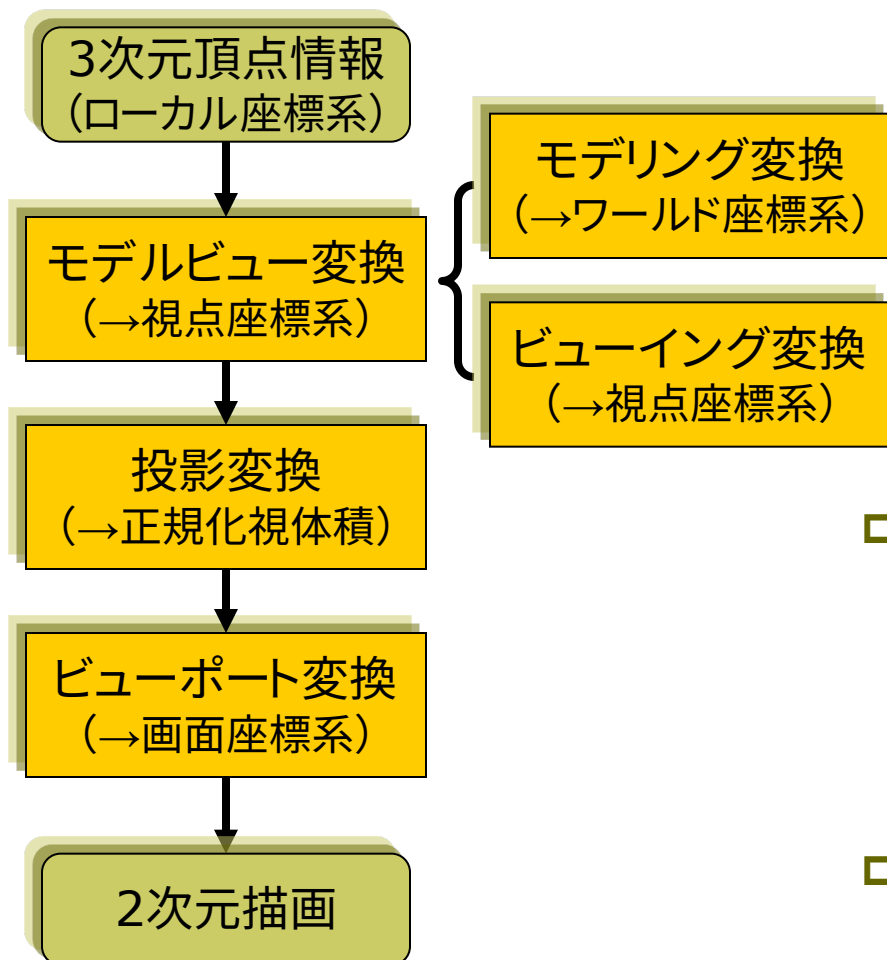 3次元頂点情報
（ローカル座標系）
モデルビュー変換
（→視点座標系）
モデリング変換
（→ワールド座標系）
ビューイング変換
（→視点座標系）
投影変換
（→正規化視体積）
ビューポート変換
（→画面座標系）
2次元描画